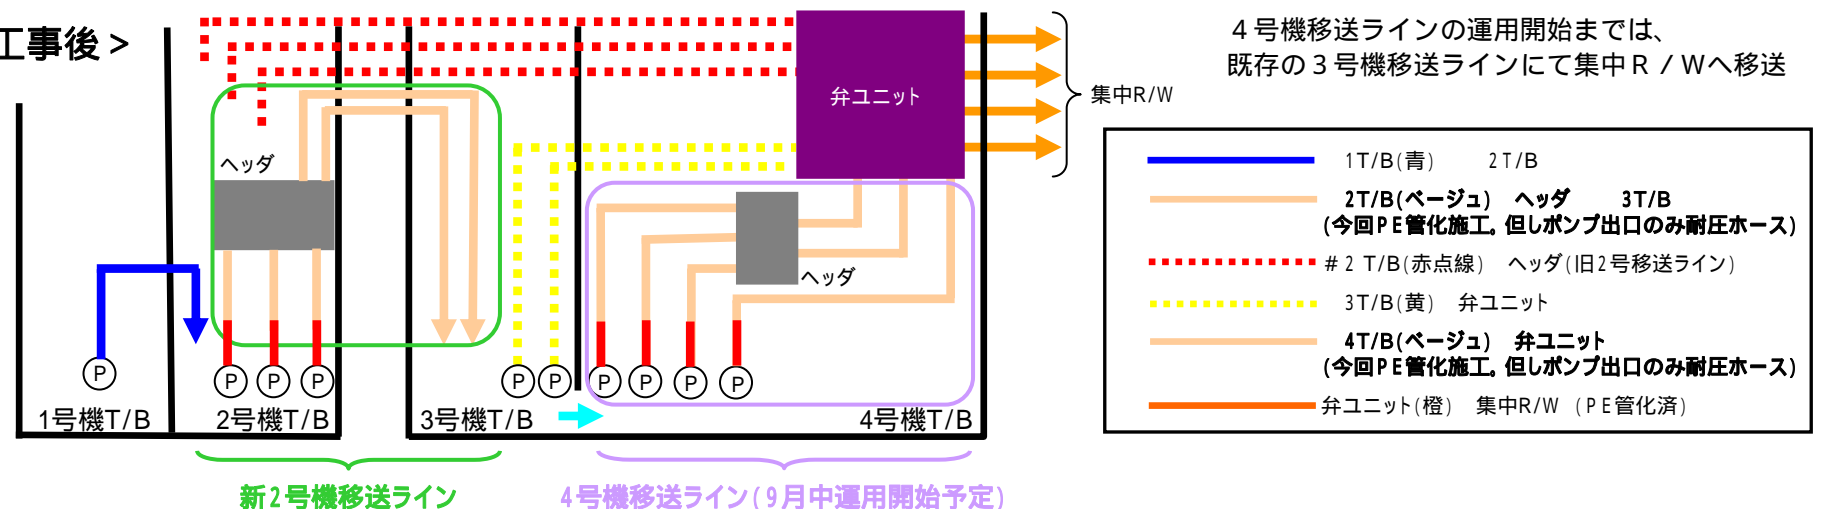 工事後>
4号機移送ラインの運用開始までは、
既存の3号機移送ラインにて集中R/Wへ移送
弁ユニット
集中R/W
ヘッダ
ヘッダ
P
P
P
P
P
P
P
P
P
P
1号機T/B
2号機T/B
3号機T/B
4号機T/B
新2号機移送ライン
4号機移送ライン(9月中運用開始予定)
1T/B(青) 2T/B
2T/B(ベージュ) ヘッダ 3T/B
(今回PE管化施工。但しポンプ出口のみ耐圧ホース)
#2 T/B(赤点線) ヘッダ(旧2号移送ライン)
3T/B(黄) 弁ユニット
4T/B(ベージュ) 弁ユニット
(今回PE管化施工。但しポンプ出口のみ耐圧ホース)
弁ユニット(橙) 集中R/W (PE管化済)